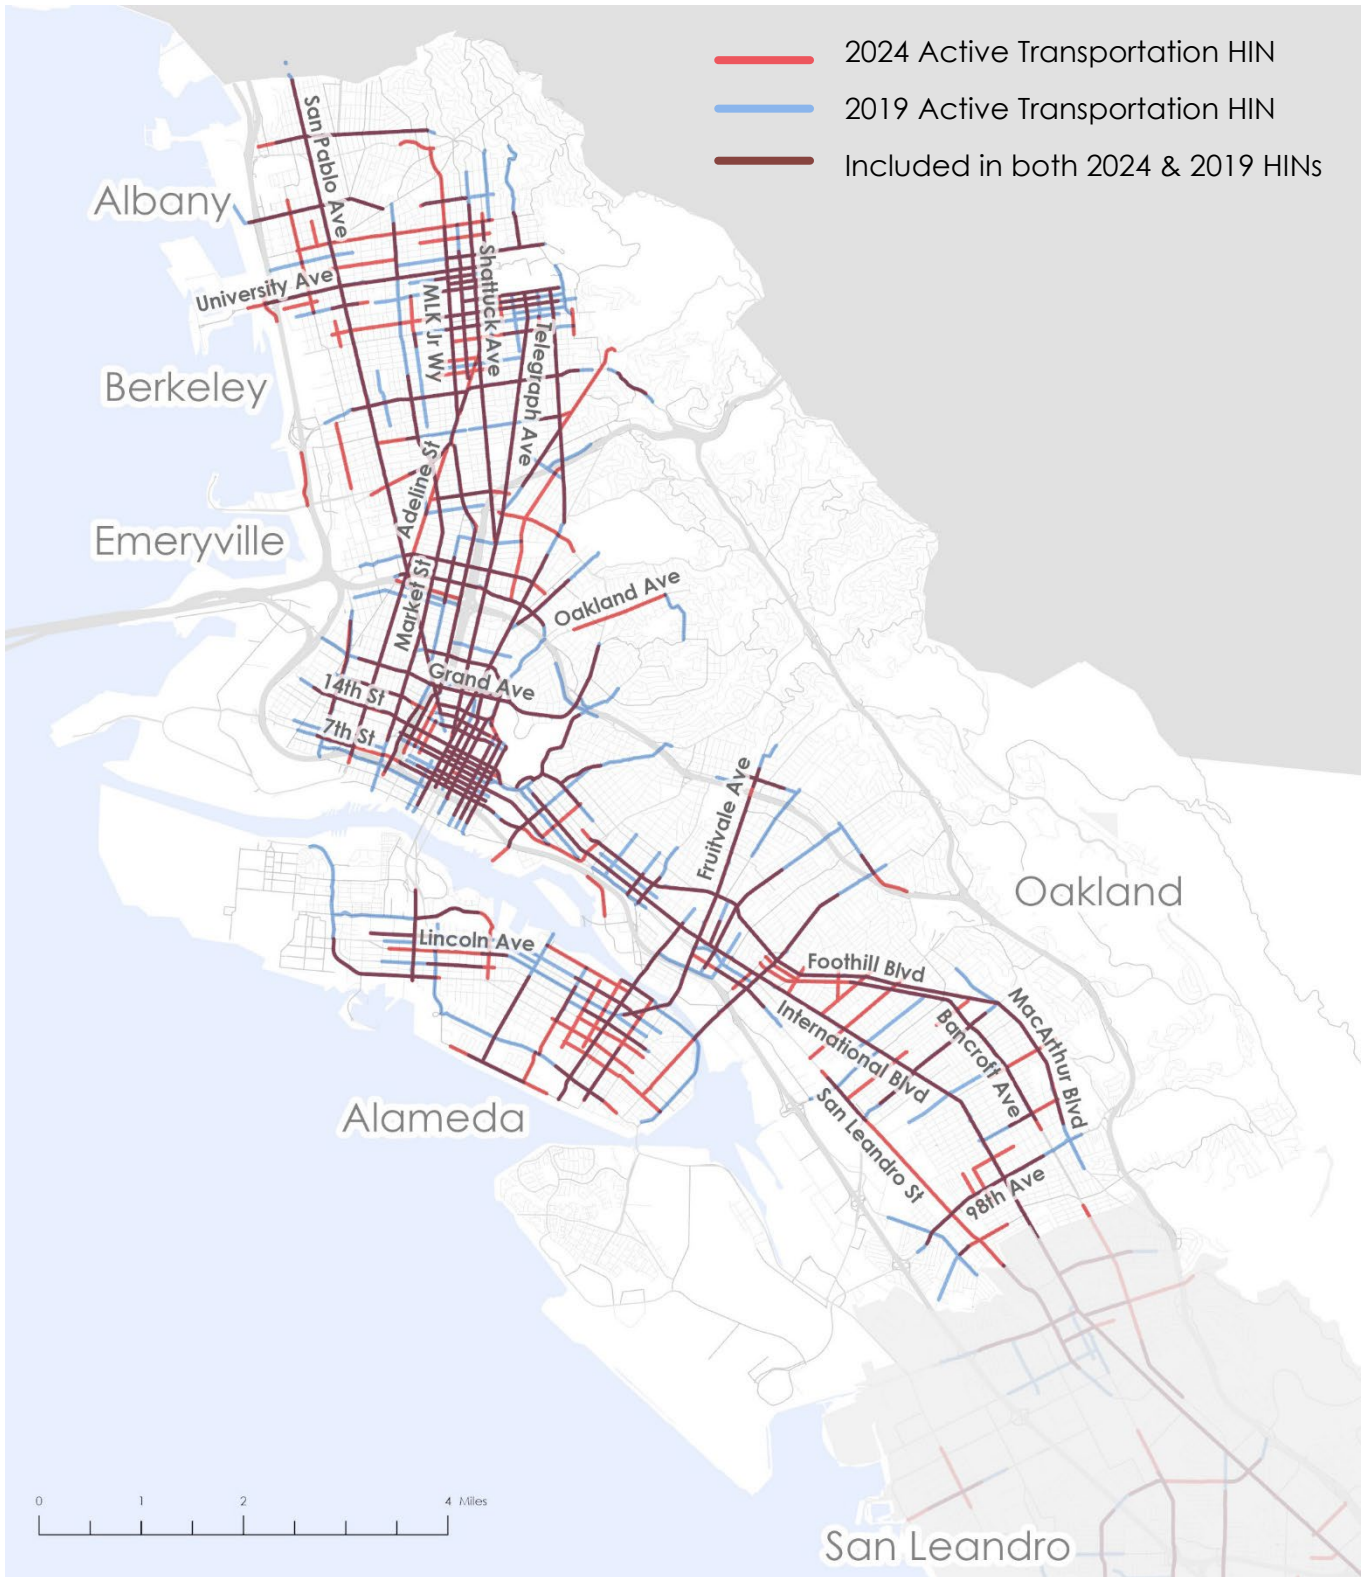 2024 Active Transportation HIN
2019 Active Transportation HIN
Included in both 2024 & 2019 HINs
San Pablo Ave
Albany
University Ave
MLK Jr Wy
Shattuck Ave
Telegraph Ave
Berkeley
Adeline St
Emeryville
Market St
Oakland Ave
Grand Ave
14th St
7th St
Fruitvale Ave
Oakland
Lincoln Ave
Foothill Blvd
MacArthur Blvd
Bancroft Ave
International Blvd
Alameda
San Leandro St
98th Ave
0 1 2 4 Miles
San Leandro